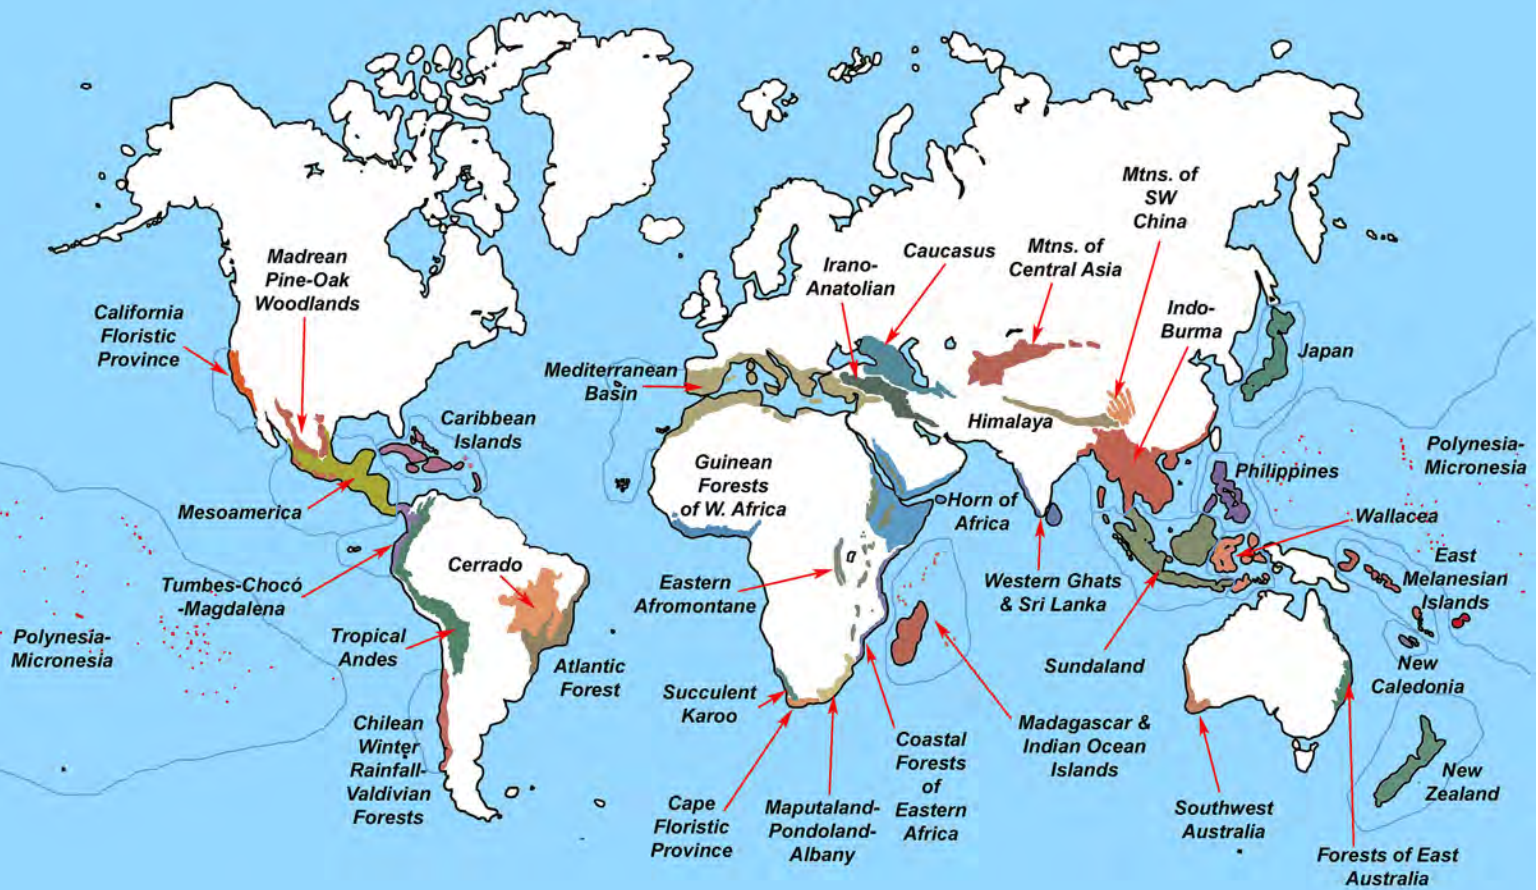 Mtns. of
SW
China
Madrean
Pine-Oak
Woodlands
Caucasus
Mtns. of
Central Asia
Irano-
Anatolian
California
Floristic
Province
Indo-
Burma
Japan
Mediterranean
Basin
Caribbean
Islands
Himalaya
Guinean
Forests
of W. Africa
Polynesia-
Micronesia
Philippines
Mesoamerica
Horn of
Africa
Wallacea
Cerrado
Tumbes-Chocó
-Magdalena
Eastern
Afromontane
Western Ghats
& Sri Lanka
East
Melanesian
Islands
Polynesia-
Micronesia
Tropical
Andes
Atlantic
Forest
Sundaland
New
Caledonia
Succulent
Karoo
Chilean
Winter
Rainfall-
Valdivian
Forests
Madagascar &
Indian Ocean
Islands
Coastal
Forests
of
Eastern
Africa
New
Zealand
Cape
Floristic
Province
Maputaland-
Pondoland-
Albany
Southwest
Australia
Forests of East
Australia